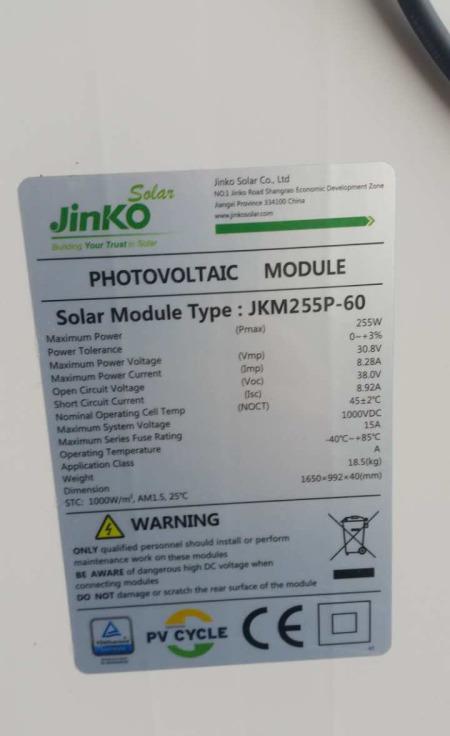 Solar
JinKO
Building Your Trust in Solar
Jinko Solar Co., Ltd
NO.1 Jinko Road Shangrao Economic Development Zone
Jiangxi Province 334100 China
www.jinkosolar.com
PHOTOVOLTAIC MODULE
Solar Module Type : JKM255P-60
Maximum Power (Pmax) 255W
Power Tolerance 0~+3%
Maximum Power Voltage (Vmp) 30.8V
Maximum Power Current (Imp) 8.28A
Open Circuit Voltage (Voc) 38.0V
Short Circuit Current (Isc) 8.92A
Nominal Operating Cell Temp (NOCT) 45±2℃
Maximum System Voltage 1000VDC
Maximum Series Fuse Rating 15A
Operating Temperature -40℃~+85℃
Application Class A
Weight 18.5(kg)
Dimension 1650×992×40(mm)
STC: 1000W/m², AM1.5, 25℃
WARNING
ONLY qualified personnel should install or perform
maintenance work on these modules
BE AWARE of dangerous high DC voltage when
connecting modules
DO NOT damage or scratch the rear surface of the module
PV CYCLE
CE